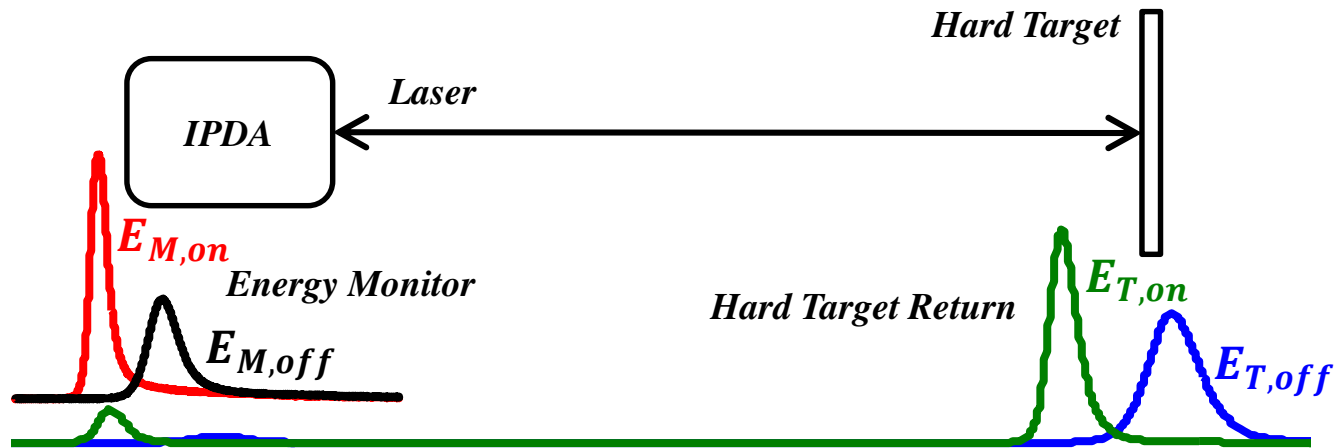 Hard Target
Laser
IPDA
E_{M,on}
Energy Monitor
E_{T,on}
Hard Target Return
E_{M,off}
E_{T,off}